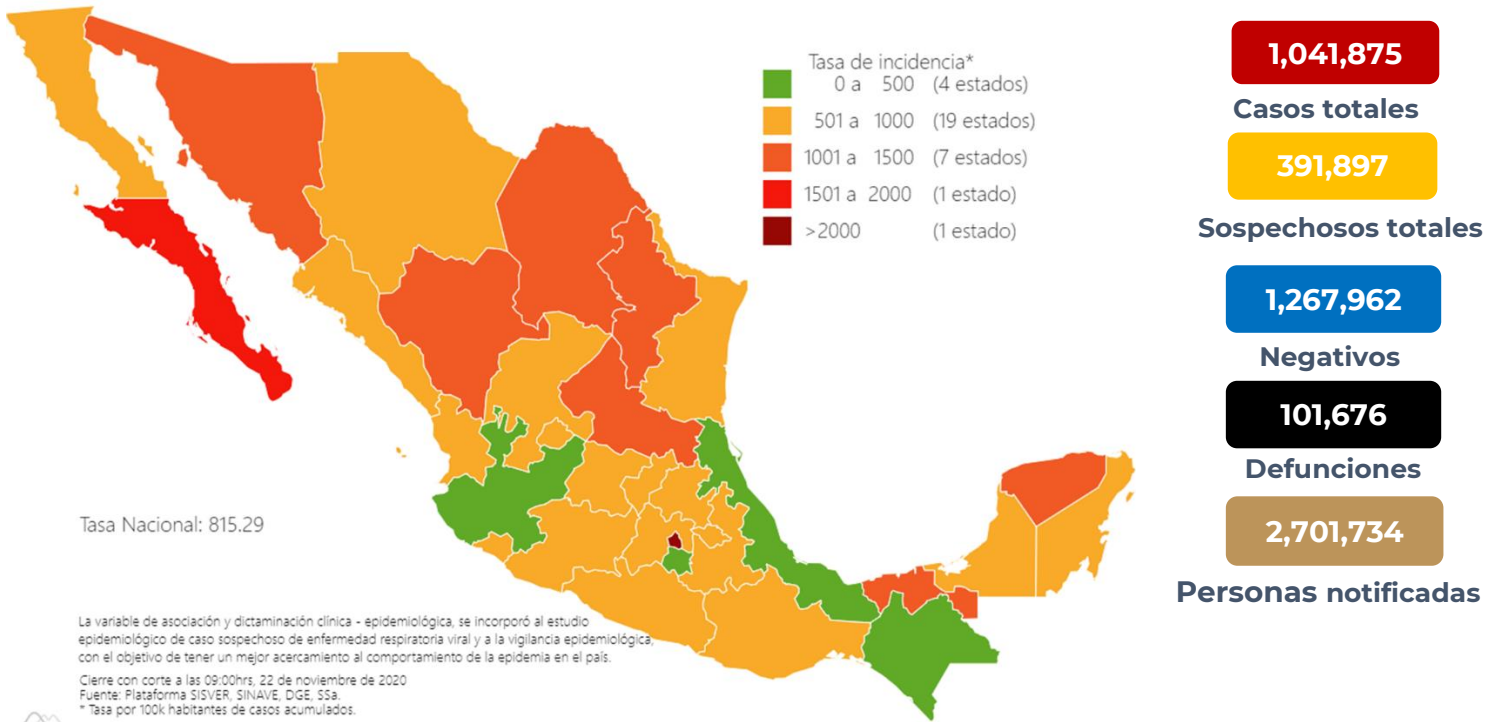 Tasa de incidencia*
0 a 500 (4 estados)
501 a 1000 (19 estados)
1001 a 1500 (7 estados)
1501 a 2000 (1 estado)
>2000 (1 estado)
Tasa Nacional: 815.29
La variable de asociación y dictaminación clínica - epidemiológica, se incorporó al estudio
epidemiológico de caso sospechoso de enfermedad respiratoria viral y a la vigilancia epidemiológica,
con el objetivo de tener un mejor acercamiento al comportamiento de la epidemia en el país.
Cierre con corte a las 09:00hrs, 22 de noviembre de 2020
Fuente: Plataforma SISVER, SINAVE, DGE, SSa.
* Tasa por 100k habitantes de casos acumulados.
1,041,875
Casos totales
391,897
Sospechosos totales
1,267,962
Negativos
101,676
Defunciones
2,701,734
Personas notificadas